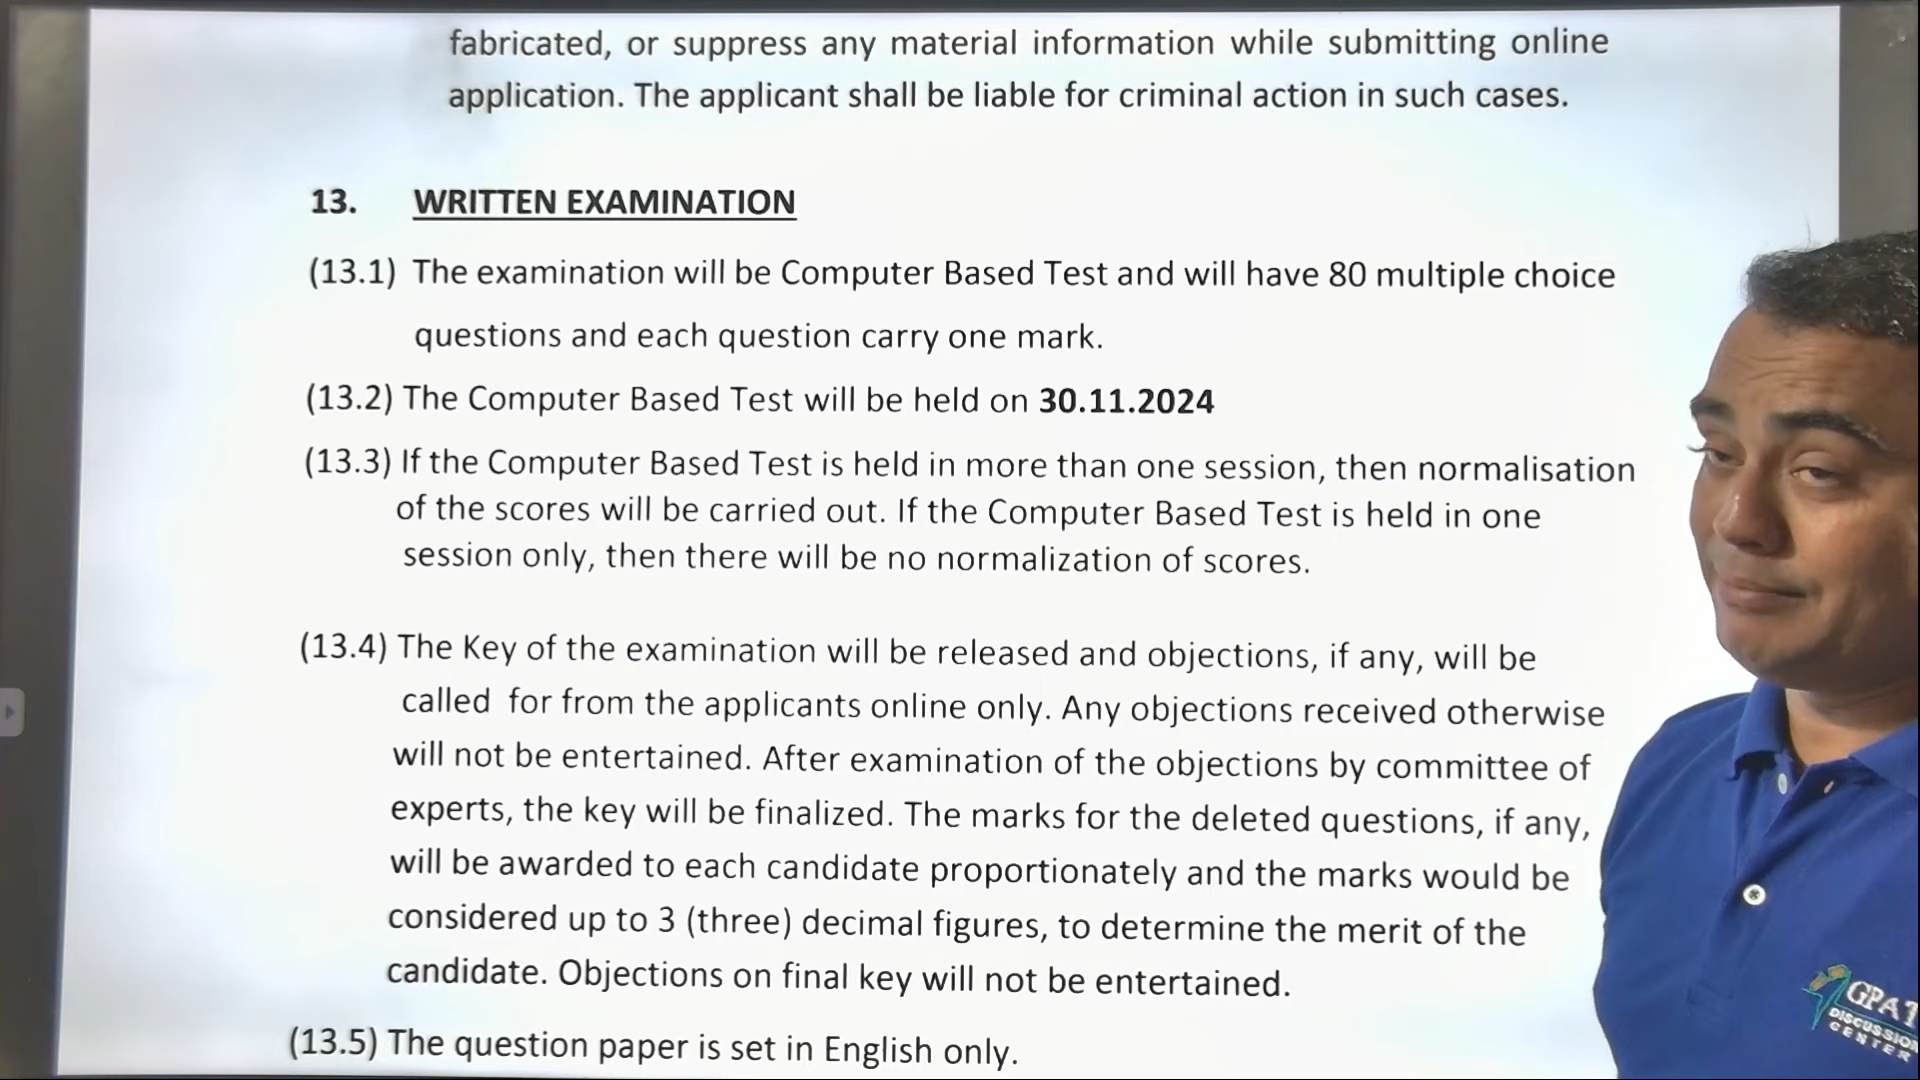 fabricated, or suppress any material information while submitting online
application. The applicant shall be liable for criminal action in such cases.
13. WRITTEN EXAMINATION
(13.1) The examination will be Computer Based Test and will have 80 multiple choice
questions and each question carry one mark.
(13.2) The Computer Based Test will be held on 30.11.2024
(13.3) If the Computer Based Test is held in more than one session, then normalisation
of the scores will be carried out. If the Computer Based Test is held in one
session only, then there will be no normalization of scores.
(13.4) The Key of the examination will be released and objections, if any, will be
called for from the applicants online only. Any objections received otherwise
will not be entertained. After examination of the objections by committee of
experts, the key will be finalized. The marks for the deleted questions, if any,
will be awarded to each candidate proportionately and the marks would be
considered up to 3 (three) decimal figures, to determine the merit of the
candidate. Objections on final key will not be entertained.
(13.5) The question paper is set in English only.
GPAT
DISCUSSION
CENTER